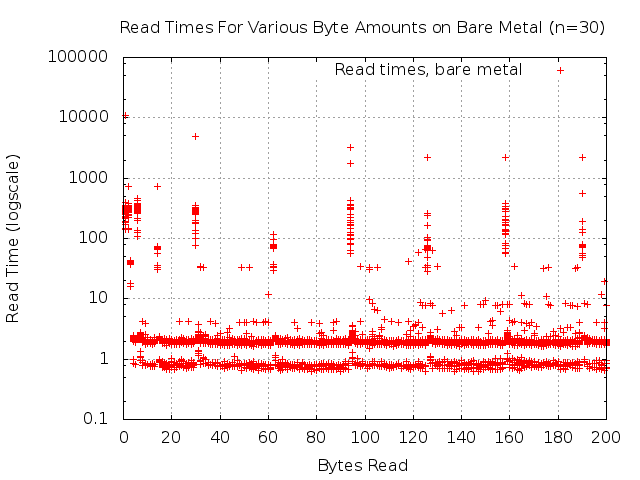 Read Times For Various Byte Amounts on Bare Metal (n=30)
Read times, bare metal
100000
10000
1000
100
10
1
0.1
Read Time (logscale)
0 20 40 60 80 100 120 140 160 180 200
Bytes Read